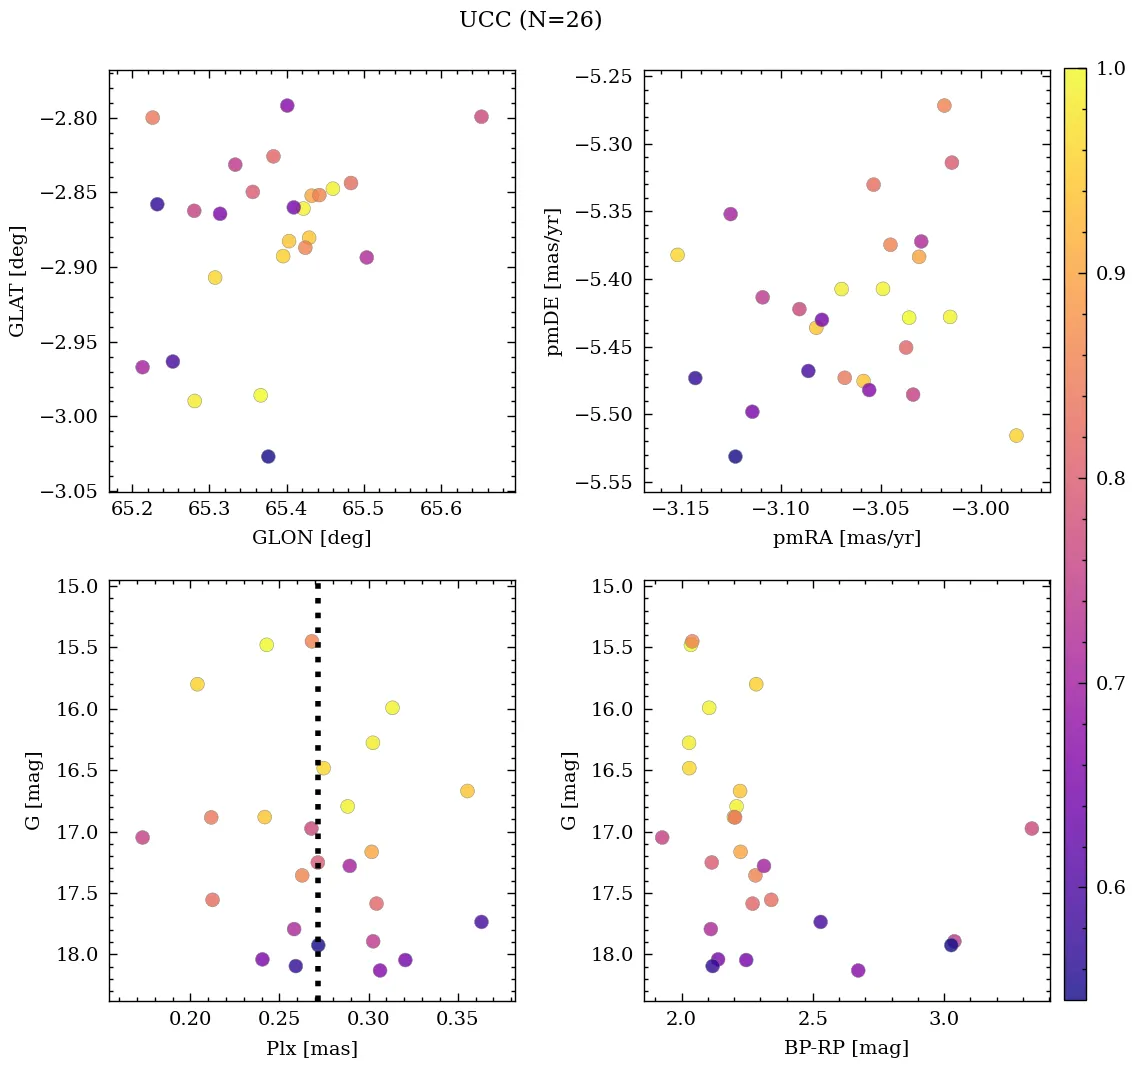 UCC (N=26)
−2.80
−2.85
−2.90
−2.95
−3.00
−3.05
GLAT [deg]
65.2 65.3 65.4 65.5 65.6
GLON [deg]
−5.25
−5.30
−5.35
−5.40
−5.45
−5.50
−5.55
pmDE [mas/yr]
−3.15 −3.10 −3.05 −3.00
pmRA [mas/yr]
15.0
15.5
16.0
16.5
17.0
17.5
18.0
G [mag]
0.20 0.25 0.30 0.35
Plx [mas]
15.0
15.5
16.0
16.5
17.0
17.5
18.0
G [mag]
2.0 2.5 3.0
BP-RP [mag]
1.0
0.9
0.8
0.7
0.6